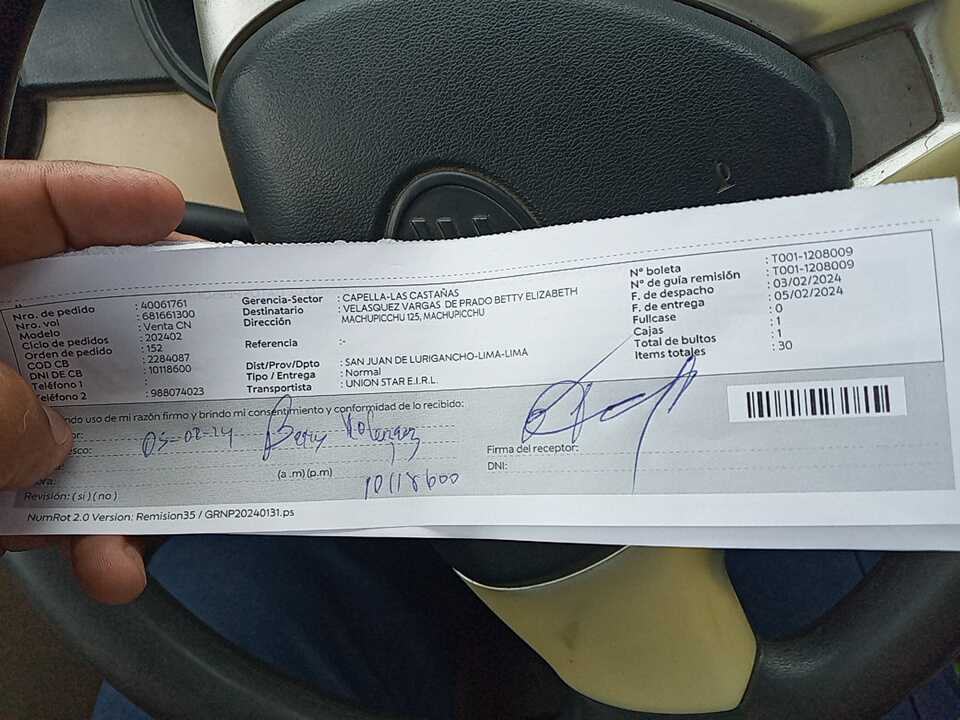 Nro. de pedido : 40061761
Nro. vol : 681661300
Modelo : Venta CN
Ciclo de pedidos : 202402
Orden de pedido : 152
COD CB : 2284087
DNI DE CB : 10118600
Teléfono 1 :
Teléfono 2 : 988074023
Gerencia-Sector : CAPELLA-LAS CASTAÑAS
Destinatario : VELASQUEZ VARGAS DE PRADO BETTY ELIZABETH
Dirección MACHUPICCHU 125, MACHUPICCHU
Referencia :-
Dist/Prov/Dpto : SAN JUAN DE LURIGANCHO-LIMA-LIMA
Tipo / Entrega : Normal
Transportista : UNION STAR E.I.R.L.
N° boleta : T001-1208009
N° de guía remisión : T001-1208009
F. de despacho : 03/02/2024
F. de entrega : 05/02/2024
Fullcase : 0
Cajas : 1
Total de bultos : 1
Items totales : 30
uso de mi razón firmo y brindo mi consentimiento y conformidad de lo recibido:
05-02-24 Betty
(a .m) (p.m)
10118600
Firma del receptor:
DNI:
Revisión: ( si ) ( no )
NumRot 2.0 Version: Remision35 / GRNP20240131.ps